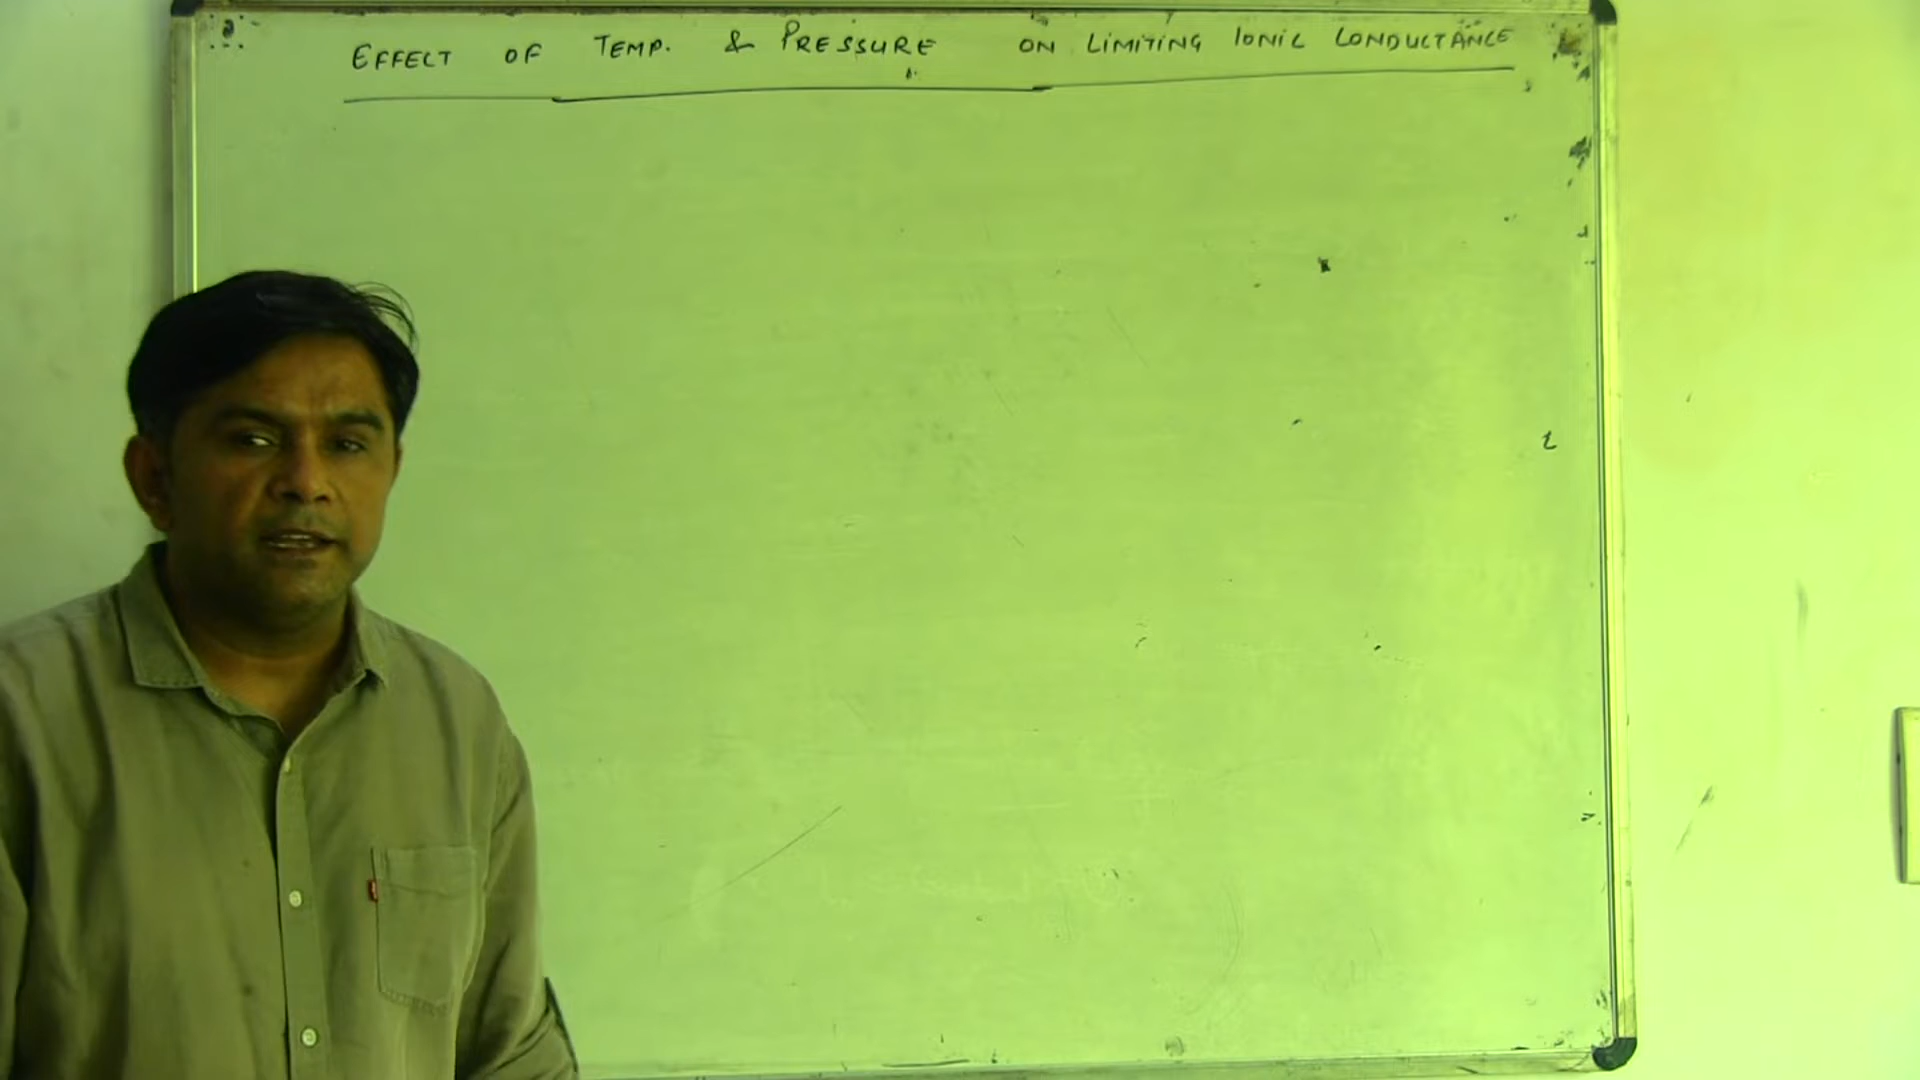 EFFECT OF TEMP. & PRESSURE ON LIMITING IONIC CONDUCTANCE